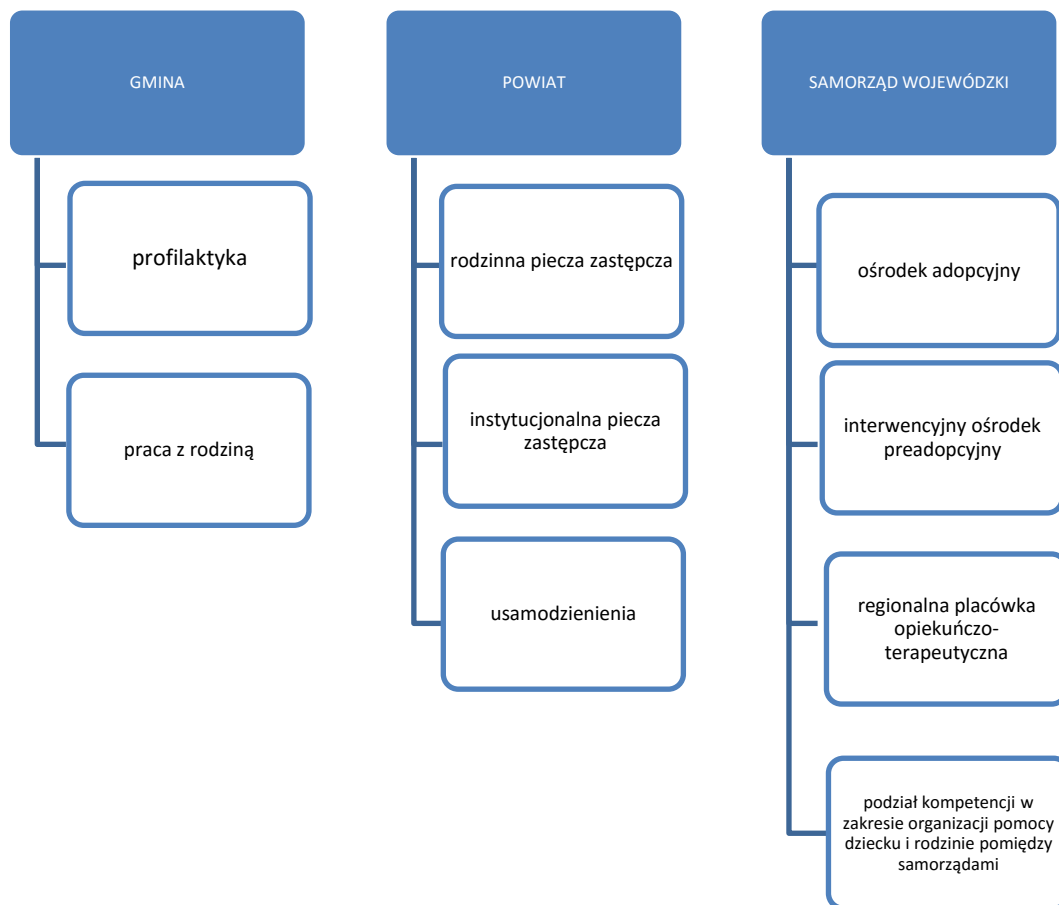 GMINA
profilaktyka
praca z rodziną
POWIAT
rodzinna piecza zastępcza
instytucjonalna piecza
zastępcza
usamodzienienia
SAMORZĄD WOJEWÓDZKI
ośrodek adopcyjny
interwencyjny ośrodek
preadopcyjny
regionalna placówka
opiekuńczo-
terapeutyczna
podział kompetencji w
zakresie organizacji pomocy
dziecku i rodzinie pomiędzy
samorządami